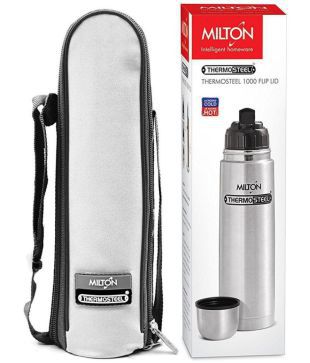 MILTON
Intelligent homeware
THERMOSTEEL
THERMOSTEEL 1000 FLIP LID
COLD
HOT
MILTON
THERMOSTEEL
MILTON
THERMOSTEEL